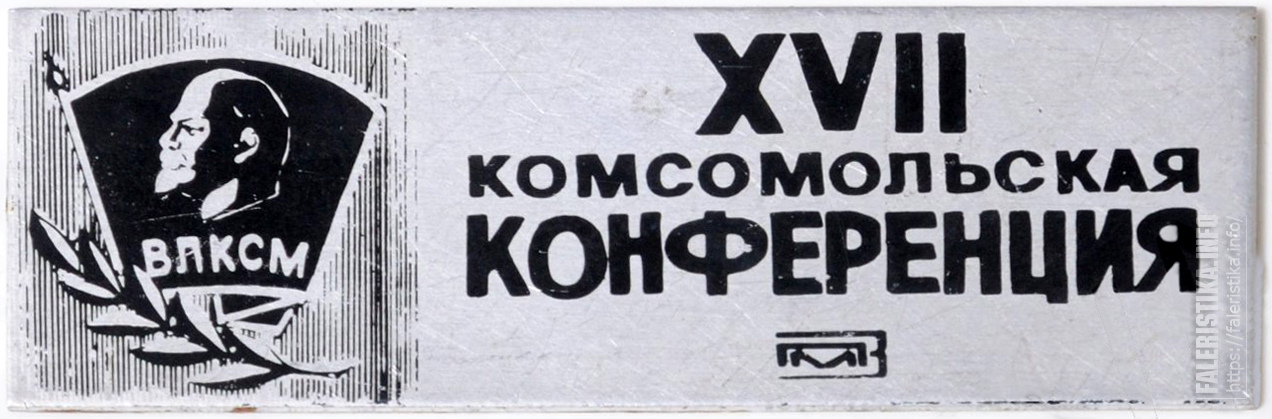 ВЛКСМ
XVII
КОМСОМОЛЬСКАЯ
КОНФЕРЕНЦИЯ
FALERISTIKA.INFO
https://faleristika.info/